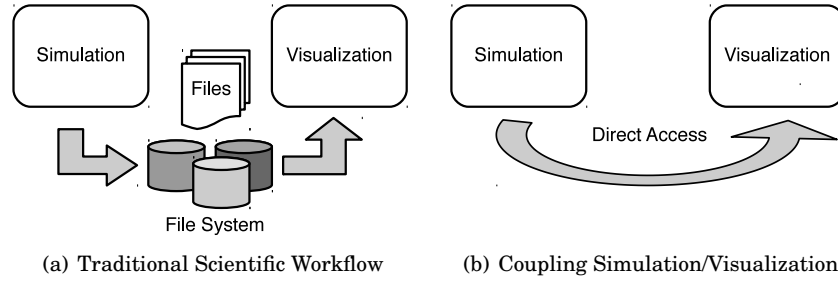 Simulation
Visualization
Files
File System
(a) Traditional Scientific Workflow
Simulation
Visualization
Direct Access
(b) Coupling Simulation/Visualization